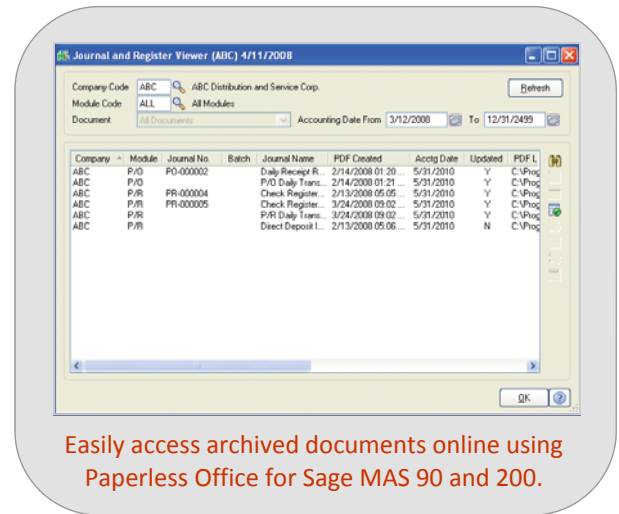 Journal and Register Viewer (ABC) 4/11/2008
Company Code ABC ABC Distribution and Service Corp. Refresh
Module Code ALL All Modules
Document All Documents Accounting Date From 3/12/2008 To 12/31/2499
Company Module Journal No. Batch Journal Name PDF Created Acctg Date Updated PDF L
ABC P/O PO-000002 Daily Receipt R... 2/14/2008 01:20 ... 5/31/2010 Y C:\Prog
ABC P/O P/O Daily Trans... 2/14/2008 01:21 ... 5/31/2010 Y C:\Prog
ABC P/R PR-000004 Check Register... 2/13/2008 05:05 ... 5/31/2010 Y C:\Prog
ABC P/R PR-000005 Check Register... 3/24/2008 09:02 ... 5/31/2010 Y C:\Prog
ABC P/R P/R Daily Trans... 3/24/2008 09:02 ... 5/31/2010 Y C:\Prog
ABC P/R Direct Deposit I... 2/13/2008 05:06 ... 5/31/2010 N C:\Prog
OK
Easily access archived documents online using
Paperless Office for Sage MAS 90 and 200.